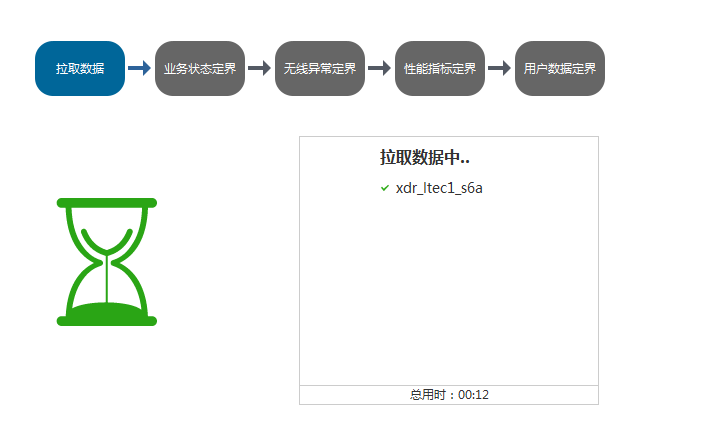 拉取数据
业务状态定界
无线异常定界
性能指标定界
用户数据定界
拉取数据中..
xdr_ltec1_s6a
总用时：00:12